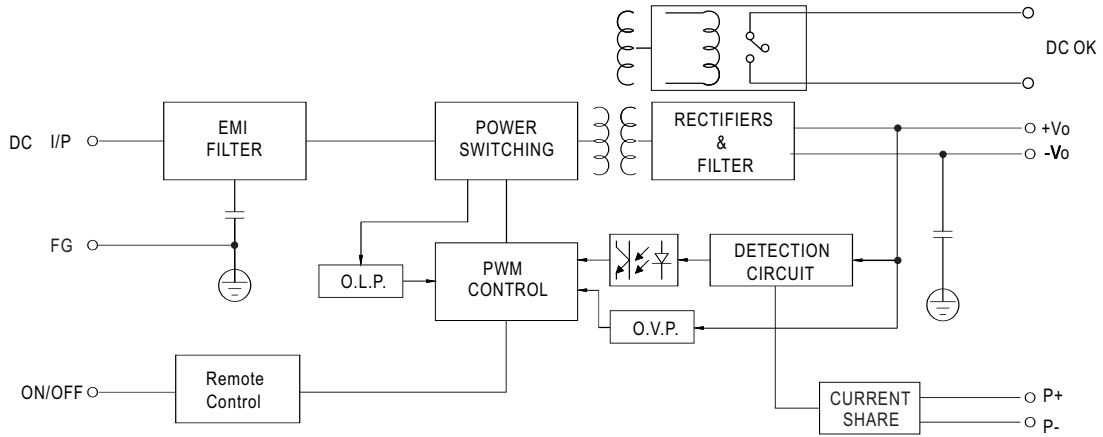 DC OK
DC I/P
EMI
FILTER
POWER
SWITCHING
RECTIFIERS
&
FILTER
+Vo
-Vo
FG
O.L.P.
PWM
CONTROL
DETECTION
CIRCUIT
O.V.P.
ON/OFF
Remote
Control
CURRENT
SHARE
P+
P-